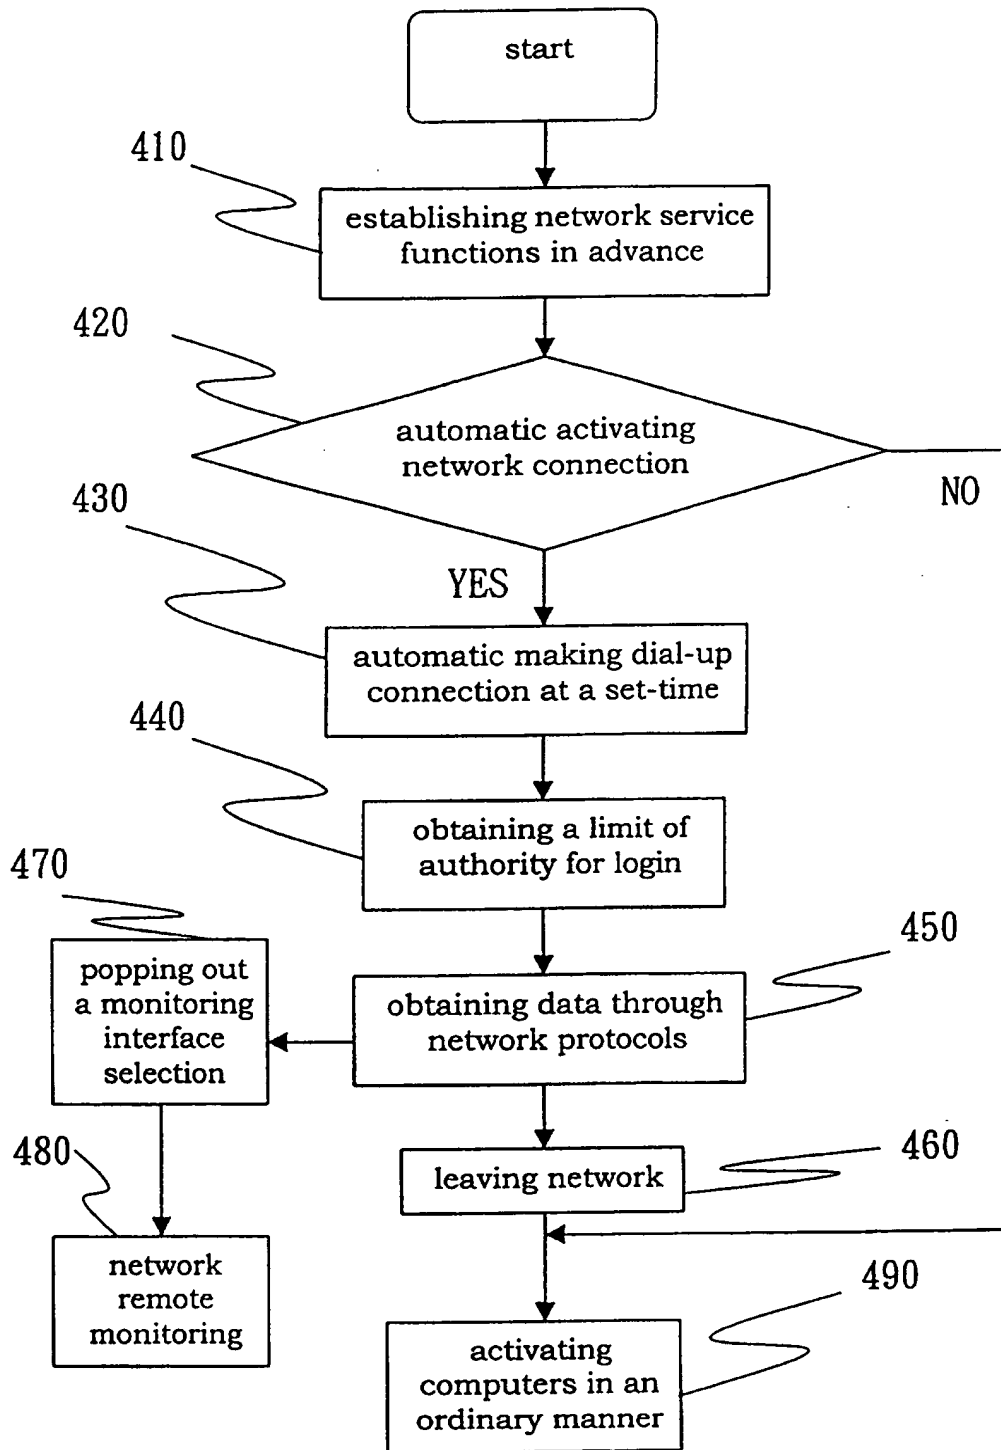 start
410
establishing network service
functions in advance
420
automatic activating
network connection
NO
430
YES
automatic making dial-up
connection at a set-time
440
obtaining a limit of
authority for login
470
450
popping out
a monitoring
interface
selection
obtaining data through
network protocols
480
460
leaving network
network
remote
monitoring
490
activating
computers in an
ordinary manner